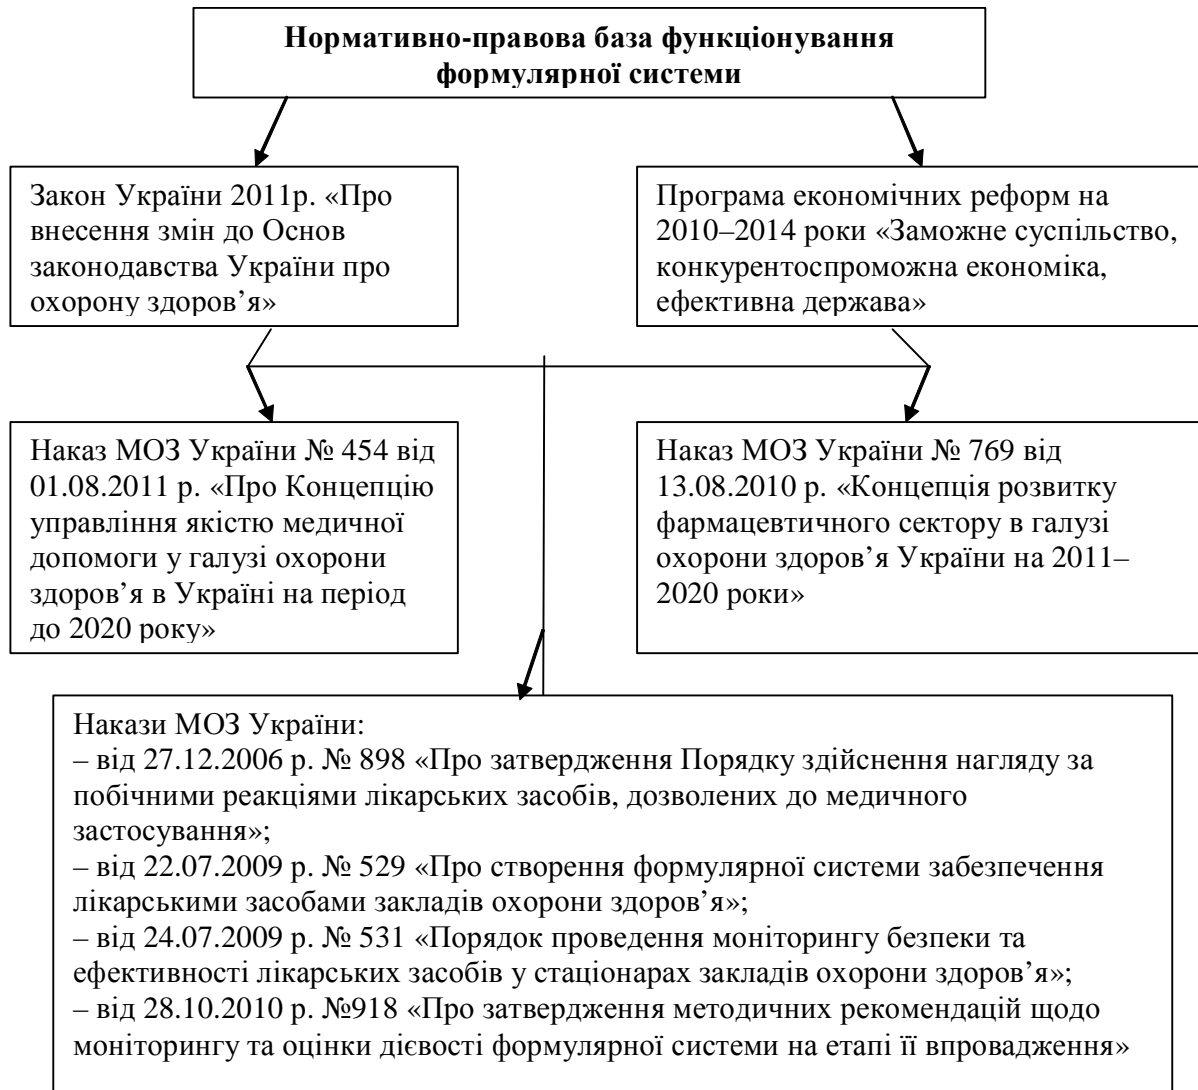 Нормативно-правова база функціонування
формулярної системи
Закон України 2011р. «Про
внесення змін до Основ
законодавства України про
охорону здоров’я»
Програма економічних реформ на
2010–2014 роки «Заможне суспільство,
конкурентоспроможна економіка,
ефективна держава»
Наказ МОЗ України № 454 від
01.08.2011 р. «Про Концепцію
управління якістю медичної
допомоги у галузі охорони
здоров’я в Україні на період
до 2020 року»
Наказ МОЗ України № 769 від
13.08.2010 р. «Концепція розвитку
фармацевтичного сектору в галузі
охорони здоров’я України на 2011–
2020 роки»
Накази МОЗ України:
– від 27.12.2006 р. № 898 «Про затвердження Порядку здійснення нагляду за
побічними реакціями лікарських засобів, дозволених до медичного
застосування»;
– від 22.07.2009 р. № 529 «Про створення формулярної системи забезпечення
лікарськими засобами закладів охорони здоров’я»;
– від 24.07.2009 р. № 531 «Порядок проведення моніторингу безпеки та
ефективності лікарських засобів у стаціонарах закладів охорони здоров’я»;
– від 28.10.2010 р. №918 «Про затвердження методичних рекомендацій щодо
моніторингу та оцінки дієвості формулярної системи на етапі її впровадження»